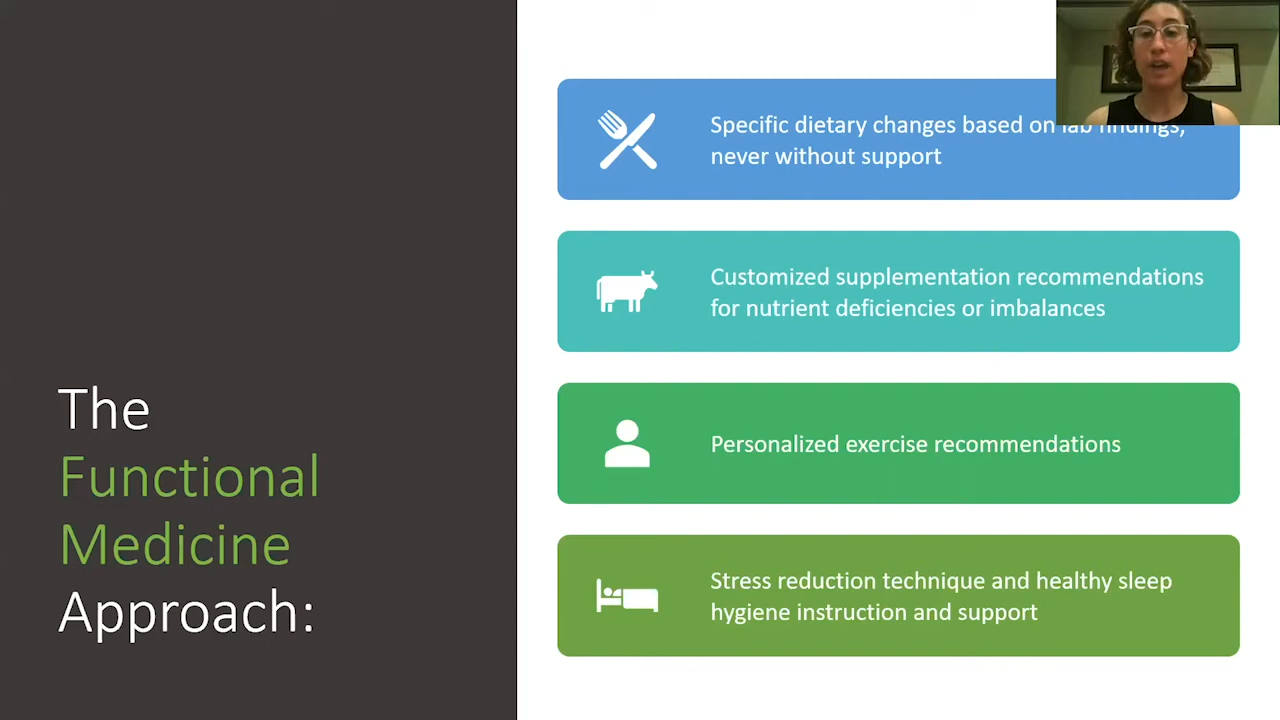 The
Functional
Medicine
Approach:
Specific dietary changes based on lab findings,
never without support
Customized supplementation recommendations
for nutrient deficiencies or imbalances
Personalized exercise recommendations
Stress reduction technique and healthy sleep
hygiene instruction and support